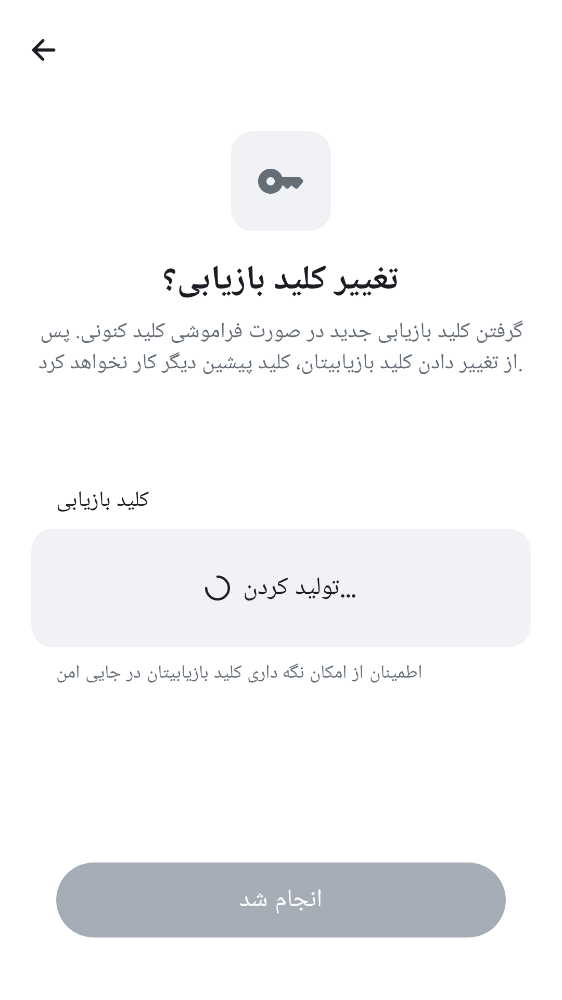 تغییر کلید بازیابی؟
گرفتن کلید بازیابی جدید در صورت فراموشی کلید کنونی. پس
از تغییر دادن کلید بازیابیتان، کلید پیشین دیگر کار نخواهد کرد.
کلید بازیابی
تولید کردن…
اطمینان از امکان نگه داری کلید بازیابیتان در جایی امن
انجام شد